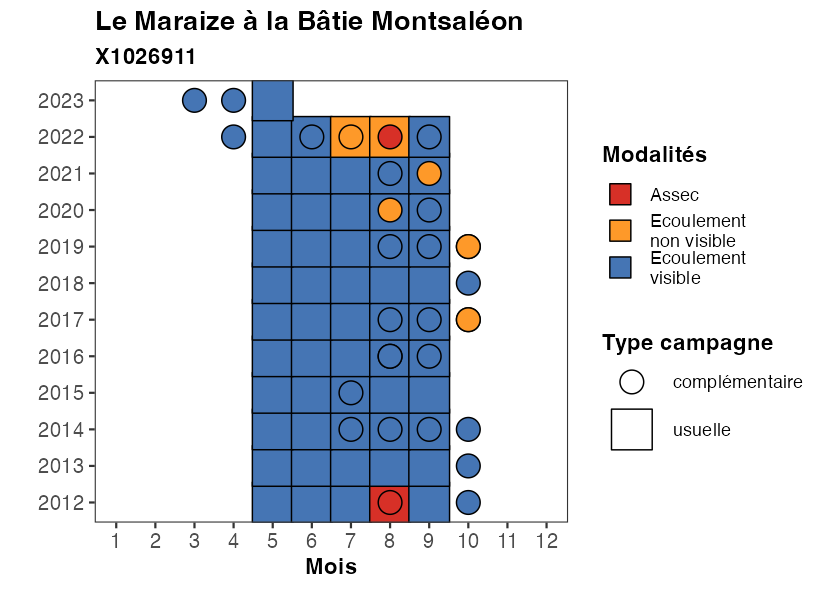 Le Maraize à la Bâtie Montsaléon
X1026911
2023
2022
2021
2020
2019
2018
2017
2016
2015
2014
2013
2012
1 2 3 4 5 6 7 8 9 10 11 12
Mois
Modalités
Assec
Ecoulement
non visible
Ecoulement
visible
Type campagne
complémentaire
usuelle